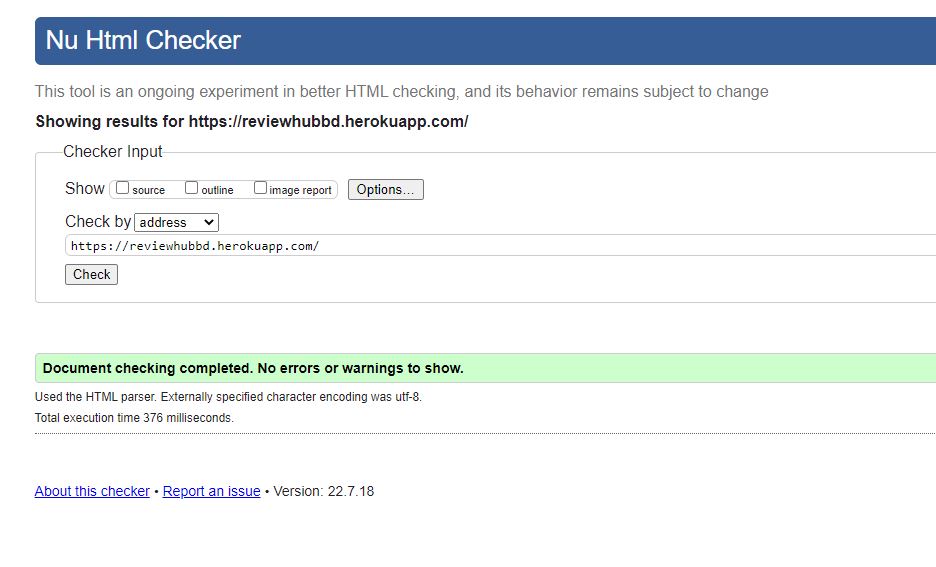 Nu Html Checker
This tool is an ongoing experiment in better HTML checking, and its behavior remains subject to change
Showing results for https://reviewhubbd.herokuapp.com/
Checker Input
Show source outline image report Options...
Check by address
https://reviewhubbd.herokuapp.com/
Check
Document checking completed. No errors or warnings to show.
Used the HTML parser. Externally specified character encoding was utf-8.
Total execution time 376 milliseconds.
About this checker • Report an issue • Version: 22.7.18